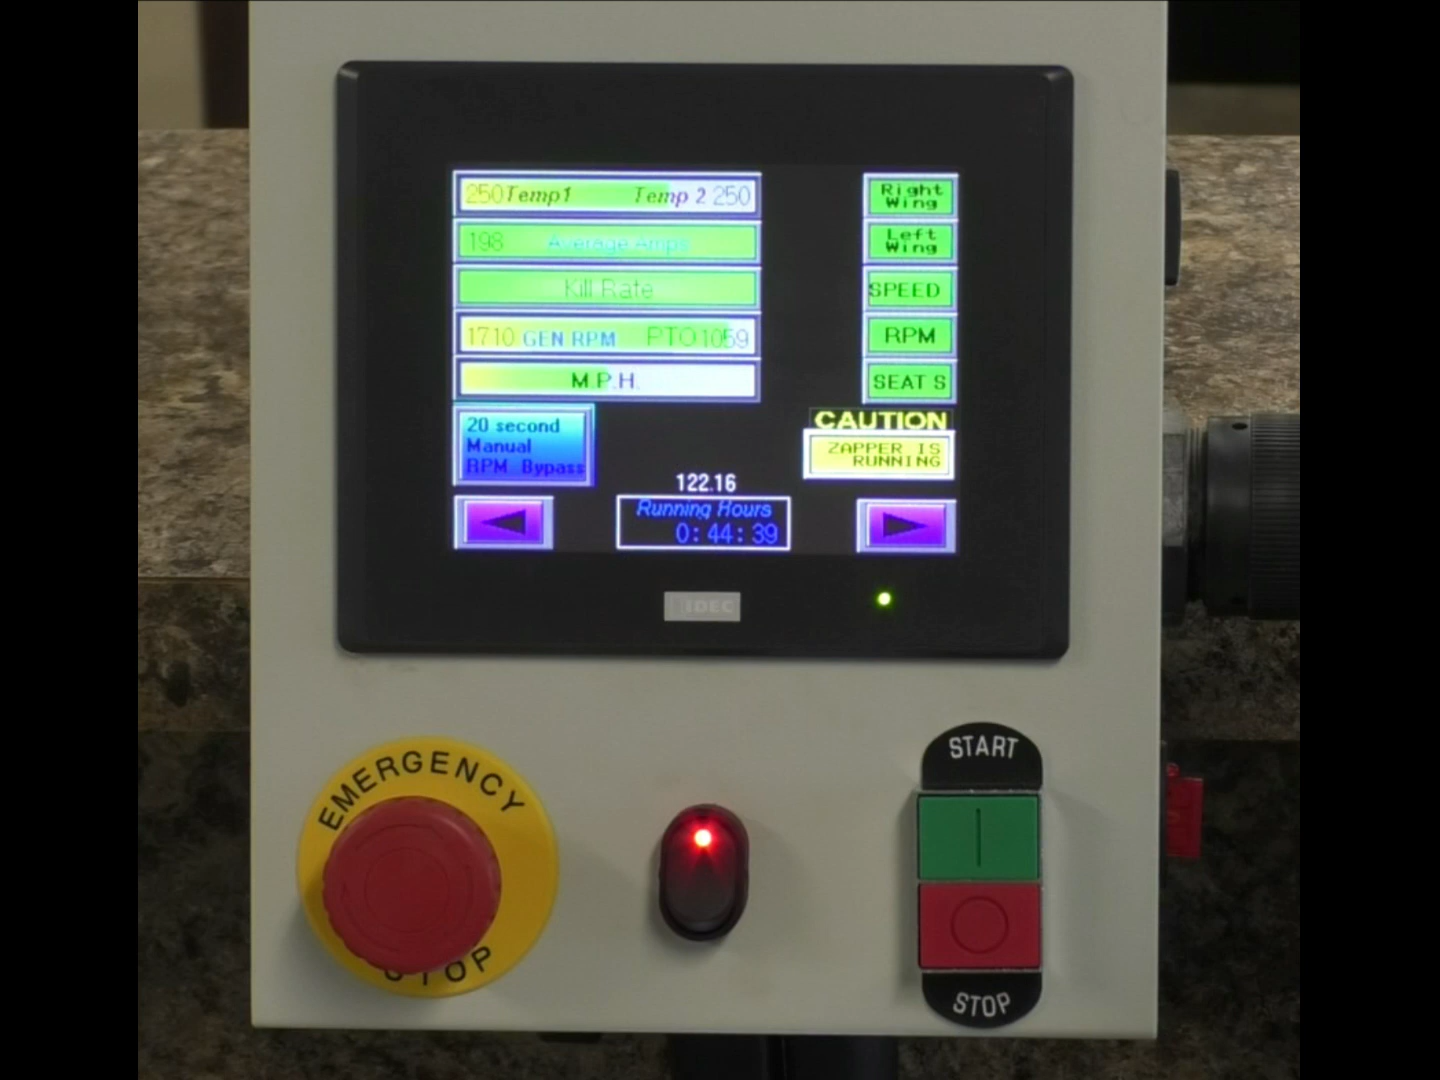 250 Temp1 Temp 2 250
198 Average Amps
Kill Rate
1710 GEN RPM PTO 1059
M.P.H.
Right
Wing
Left
Wing
SPEED
RPM
SEAT S
20 second
Manual
RPM Bypass
CAUTION
ZAPPER IS
RUNNING
122.16
Running Hours
0:44:39
IDEC
EMERGENCY
STOP
START
STOP